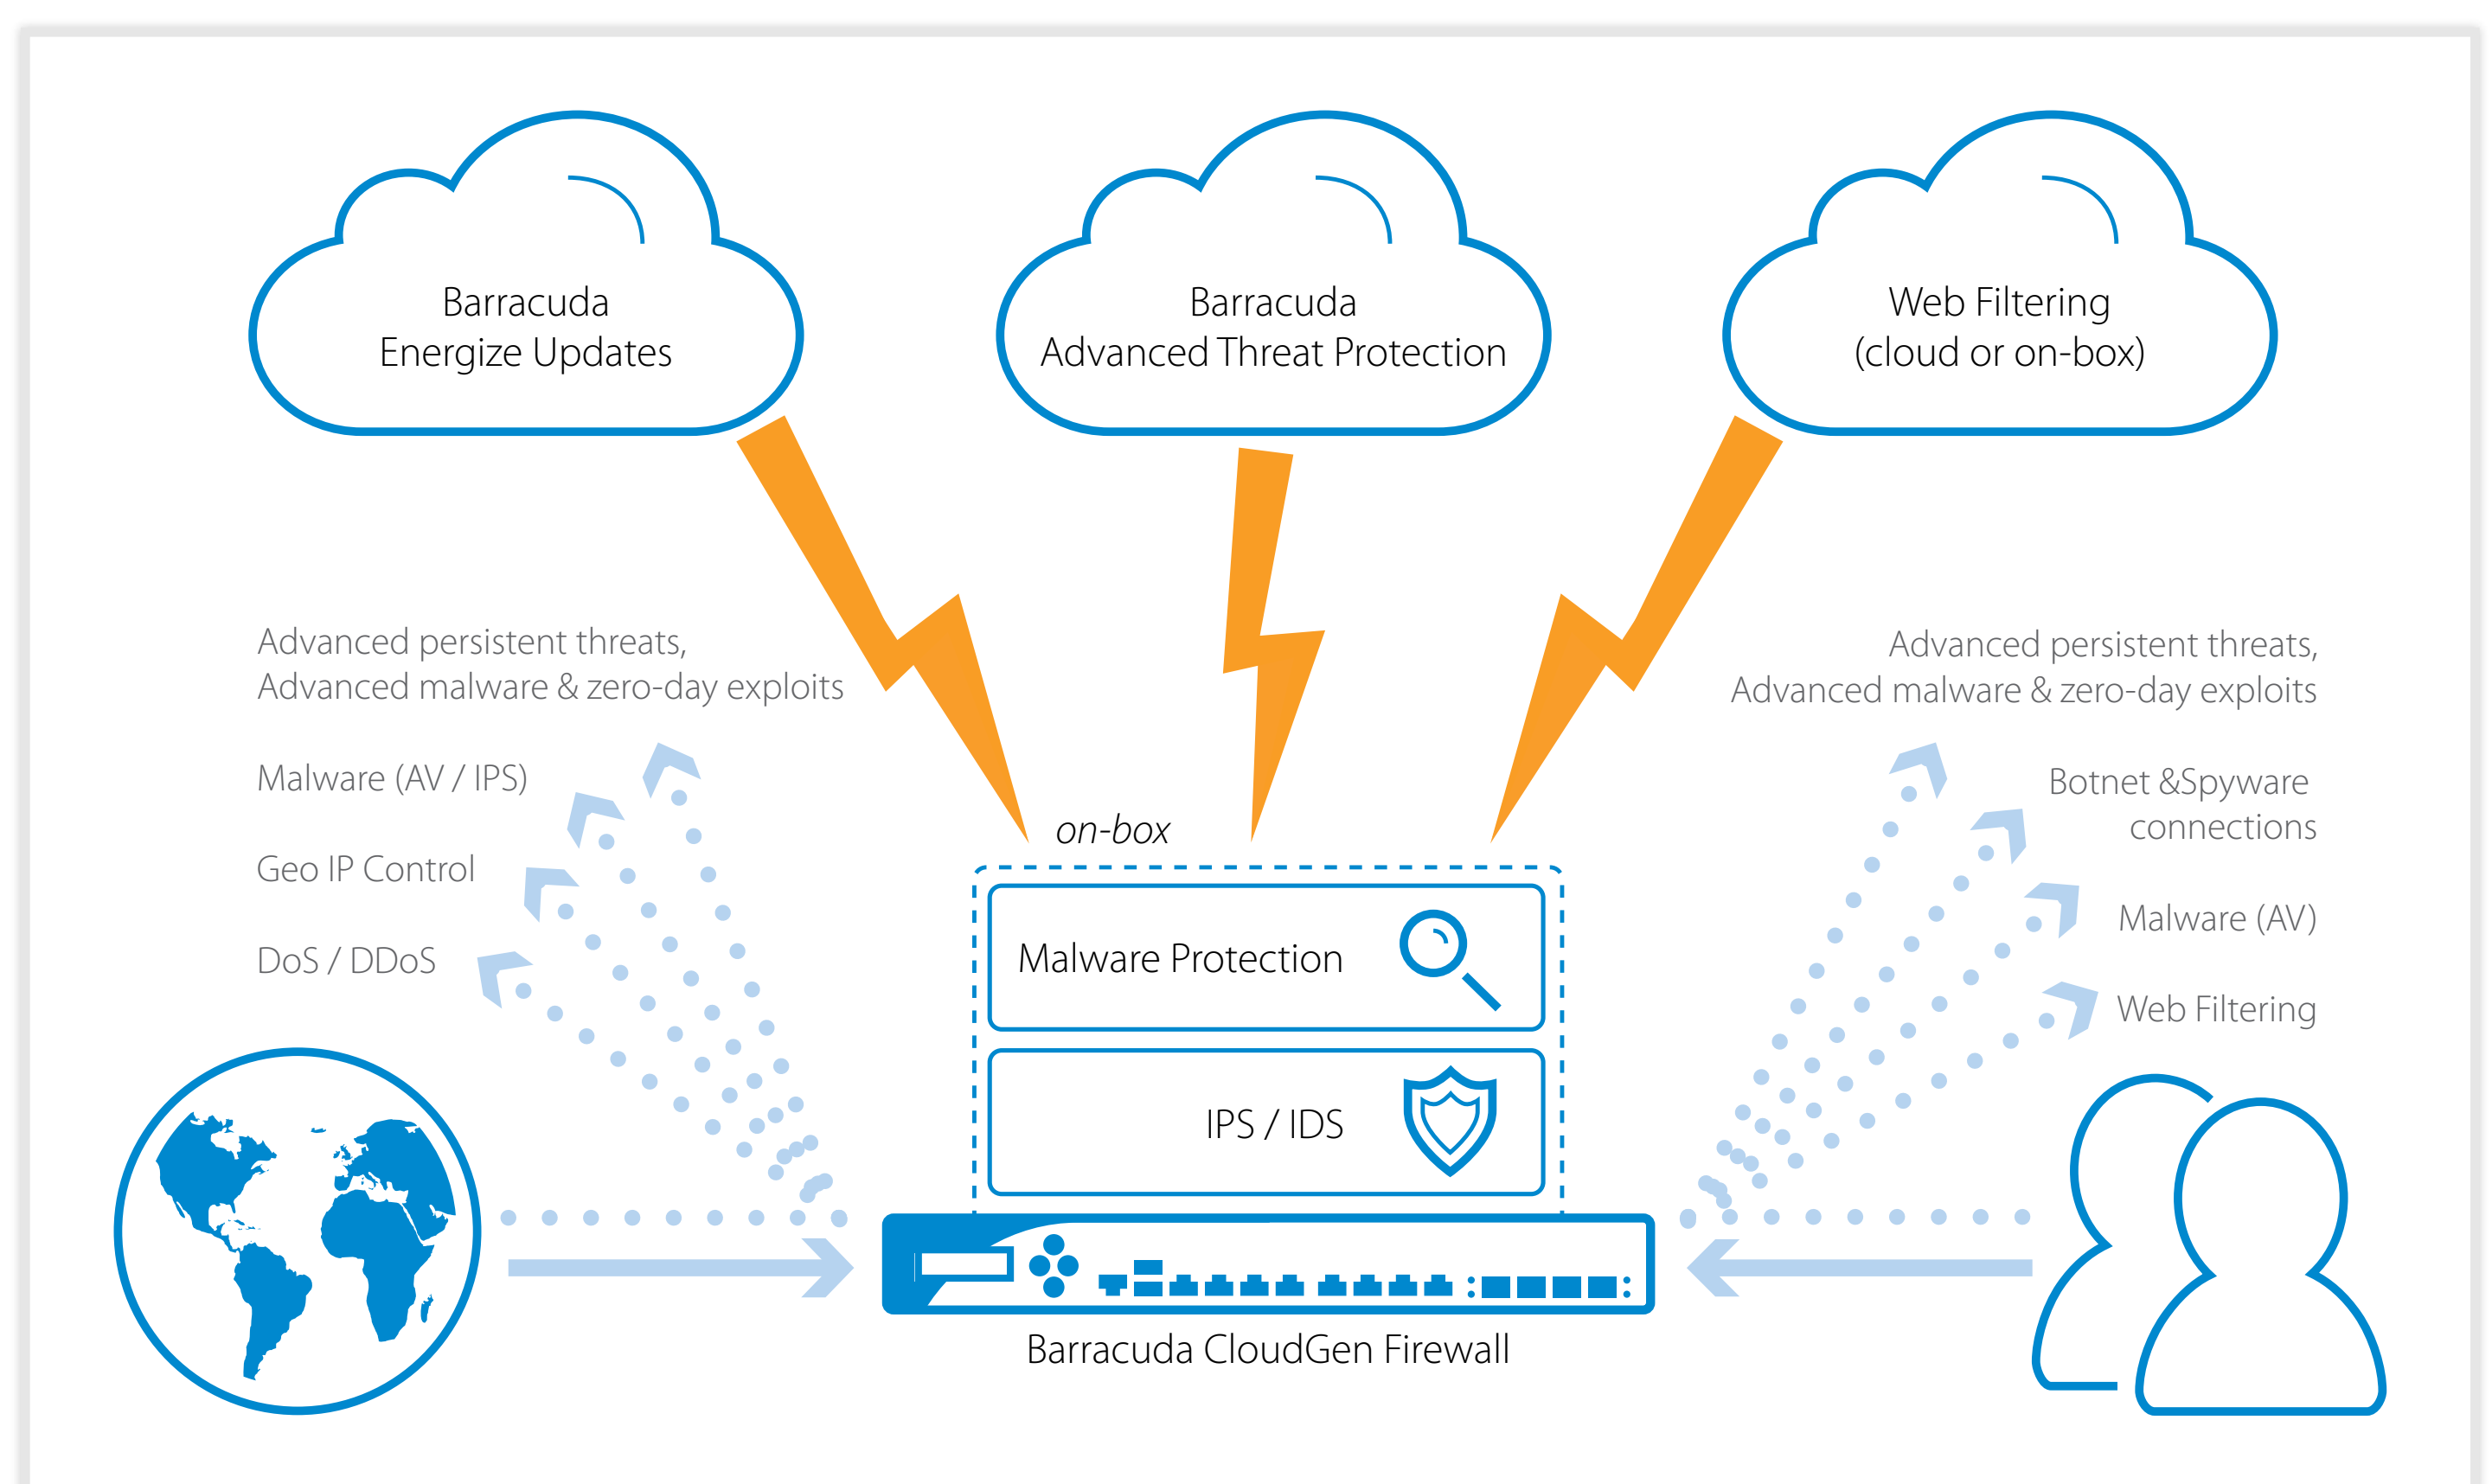 Barracuda
Energize Updates
Barracuda
Advanced Threat Protection
Web Filtering
(cloud or on-box)
Advanced persistent threats,
Advanced malware & zero-day exploits
Malware (AV / IPS)
Geo IP Control
DoS / DDoS
on-box
Malware Protection
IPS / IDS
Barracuda CloudGen Firewall
Advanced persistent threats,
Advanced malware & zero-day exploits
Botnet &Spyware
connections
Malware (AV)
Web Filtering